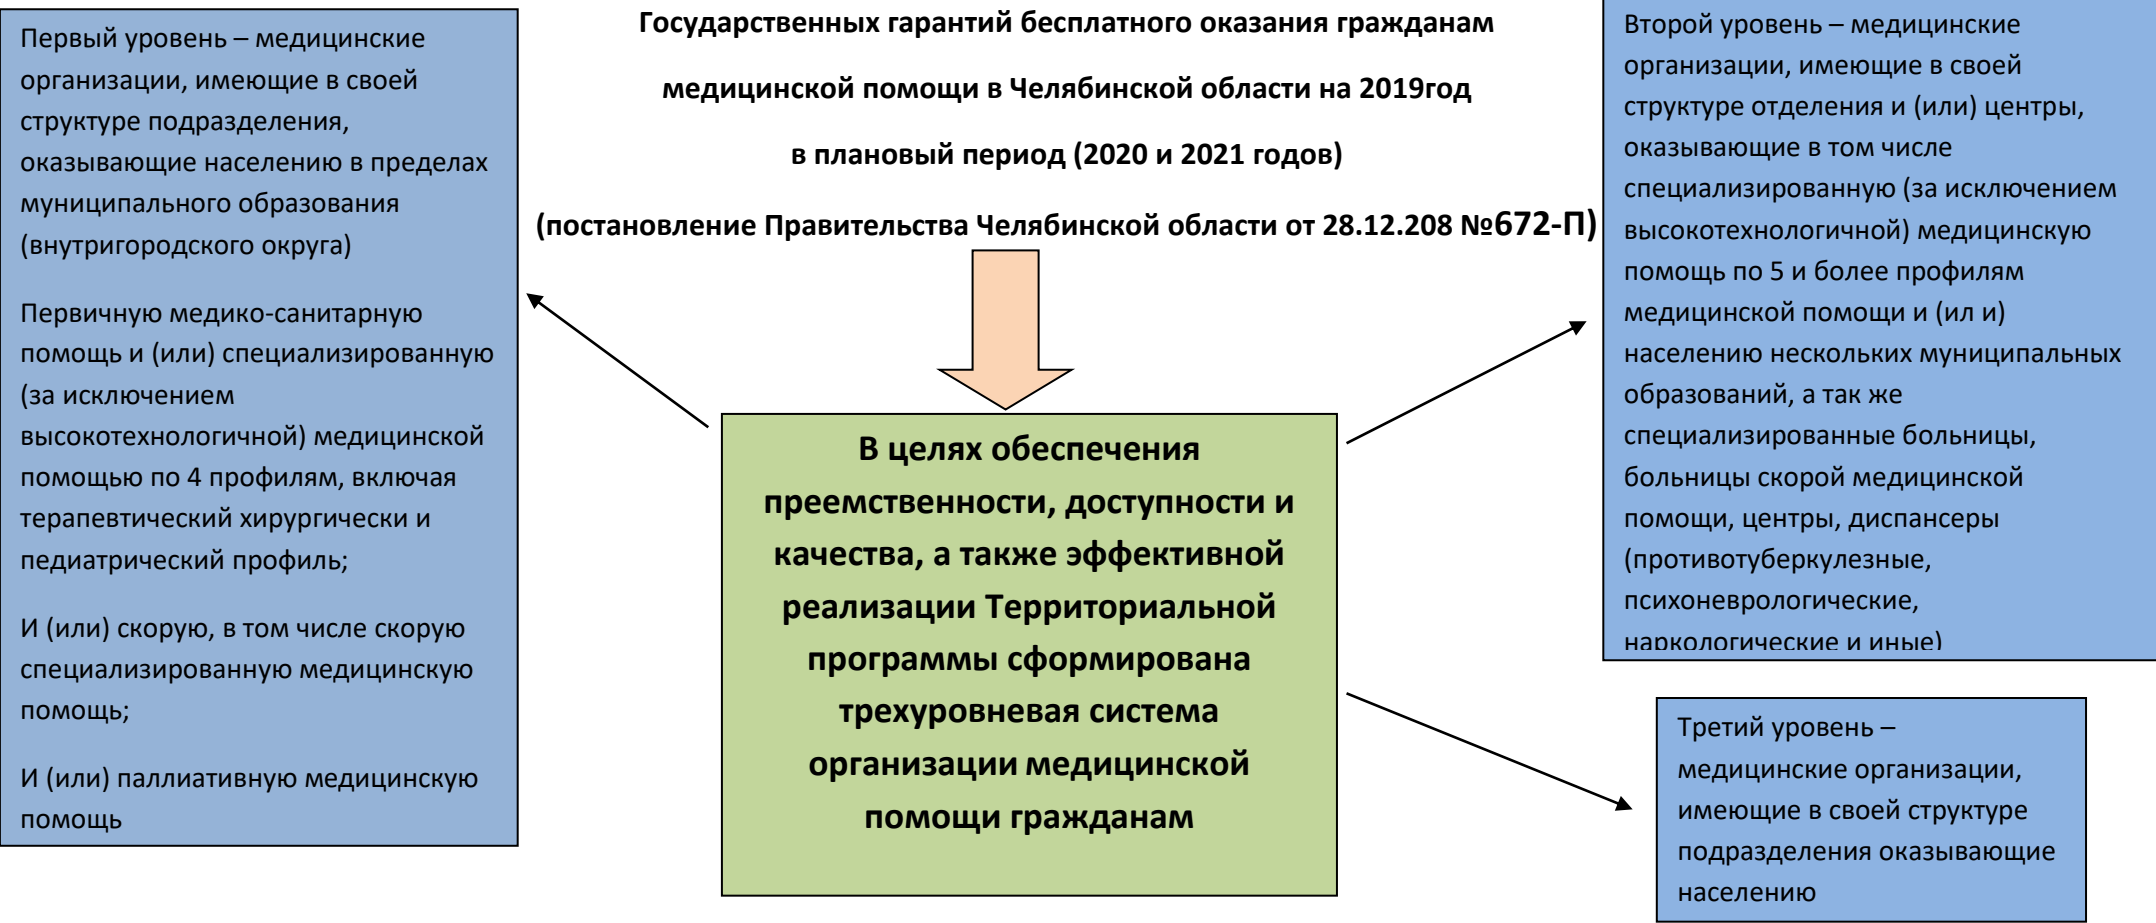 Государственных гарантий бесплатного оказания гражданам
медицинской помощи в Челябинской области на 2019год
в плановый период (2020 и 2021 годов)
(постановление Правительства Челябинской области от 28.12.208 №672-П)
Первый уровень – медицинские
организации, имеющие в своей
структуре подразделения,
оказывающие населению в пределах
муниципального образования
(внутригородского округа)
Первичную медико-санитарную
помощь и (или) специализированную
(за исключением
высокотехнологичной) медицинской
помощью по 4 профилям, включая
терапевтический хирургически и
педиатрический профиль;
И (или) скорую, в том числе скорую
специализированную медицинскую
помощь;
И (или) паллиативную медицинскую
помощь
В целях обеспечения
преемственности, доступности и
качества, а также эффективной
реализации Территориальной
программы сформирована
трехуровневая система
организации медицинской
помощи гражданам
Второй уровень – медицинские
организации, имеющие в своей
структуре отделения и (или) центры,
оказывающие в том числе
специализированную (за исключением
высокотехнологичной) медицинскую
помощь по 5 и более профилям
медицинской помощи и (ил и)
населению нескольких муниципальных
образований, а так же
специализированные больницы,
больницы скорой медицинской
помощи, центры, диспансеры
(противотуберкулезные,
психоневрологические,
наркологические и иные)
Третий уровень –
медицинские организации,
имеющие в своей структуре
подразделения оказывающие
населению